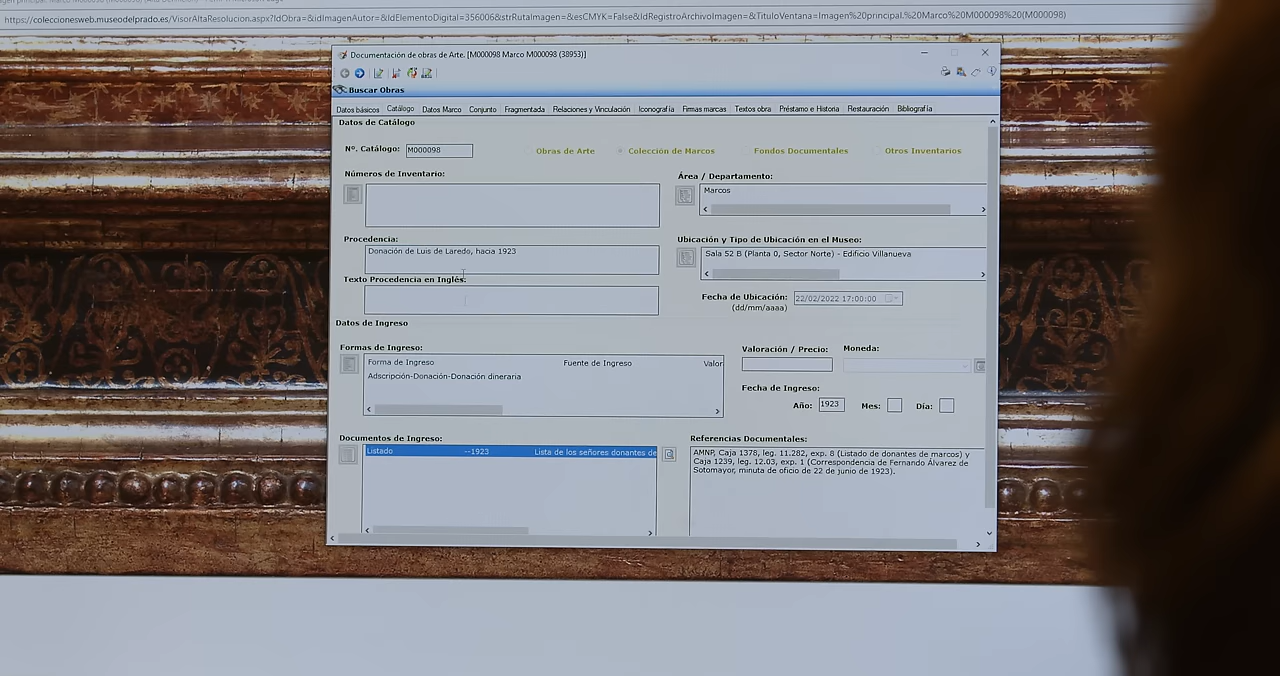 https://coleccionesweb.museodelprado.es/VisorAltaResolucion.aspx?IdObra=&idImagenAutor=&IdElementoDigital=356006&strRutaImagen=&esCMYK=False&IdRegistroArchivoImagen=&TituloVentana=Imagen%20principal.%20Marco%20M000098%20(M000098)
Documentación de obras de Arte. [M000098 Marco M000098 (38953)]
Buscar Obras
Datos básicos Catálogo Datos Marco Conjunto Fragmentada Relaciones y Vinculación Iconografía Firmas marcas Textos obra Préstamo e Historia Restauración Bibliografía
Datos de Catálogo
Nº. Catálogo: M000098 Obras de Arte Colección de Marcos Fondos Documentales Otros Inventarios
Números de Inventario:
Área / Departamento:
Marcos
Procedencia:
Donación de Luis de Laredo, hacia 1923
Ubicación y Tipo de Ubicación en el Museo:
Sala 52 B (Planta 0, Sector Norte) - Edificio Villanueva
Texto Procedencia en Inglés:
Fecha de Ubicación: 22/02/2022 17:00:00
(dd/mm/aaaa)
Datos de Ingreso
Formas de Ingreso:
Forma de Ingreso Fuente de Ingreso Valor
Adscripción-Donación-Donación dineraria
Valoración / Precio: Moneda:
Fecha de Ingreso:
Año: 1923 Mes: Día:
Documentos de Ingreso:
Listado --1923 Lista de los señores donantes de
Referencias Documentales:
AMNP, Caja 1378, leg. 11.282, exp. 8 (Listado de donantes de marcos) y
Caja 1239, leg. 12.03, exp. 1 (Correspondencia de Fernando Álvarez de
Sotomayor, minuta de oficio de 22 de junio de 1923).